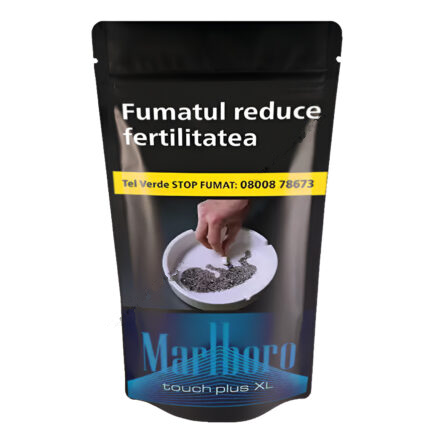 Fumatul reduce
fertilitatea
Tel Verde STOP FUMAT: 08008 78673
Marlboro
touch plus XL